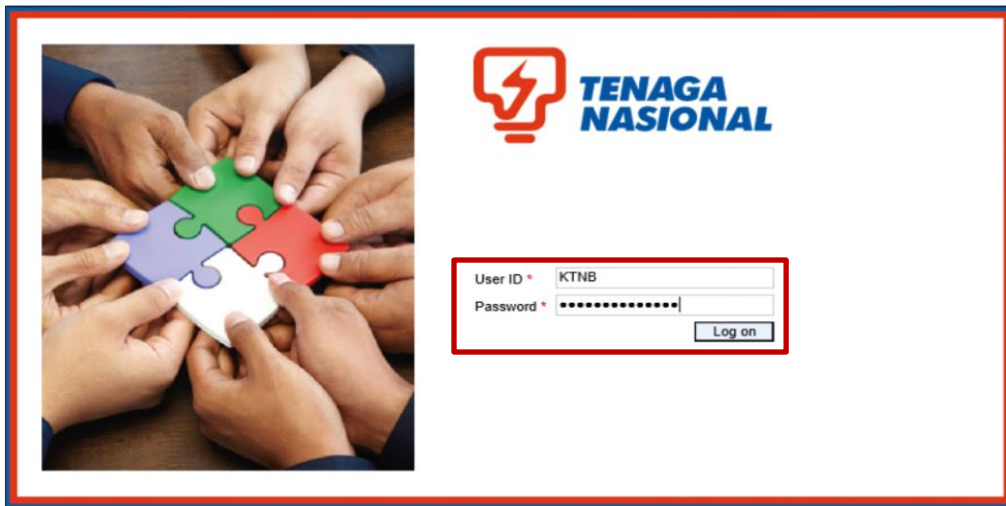 TENAGA
NASIONAL
User ID * KTNB
Password * ••••••••••••••
Log on